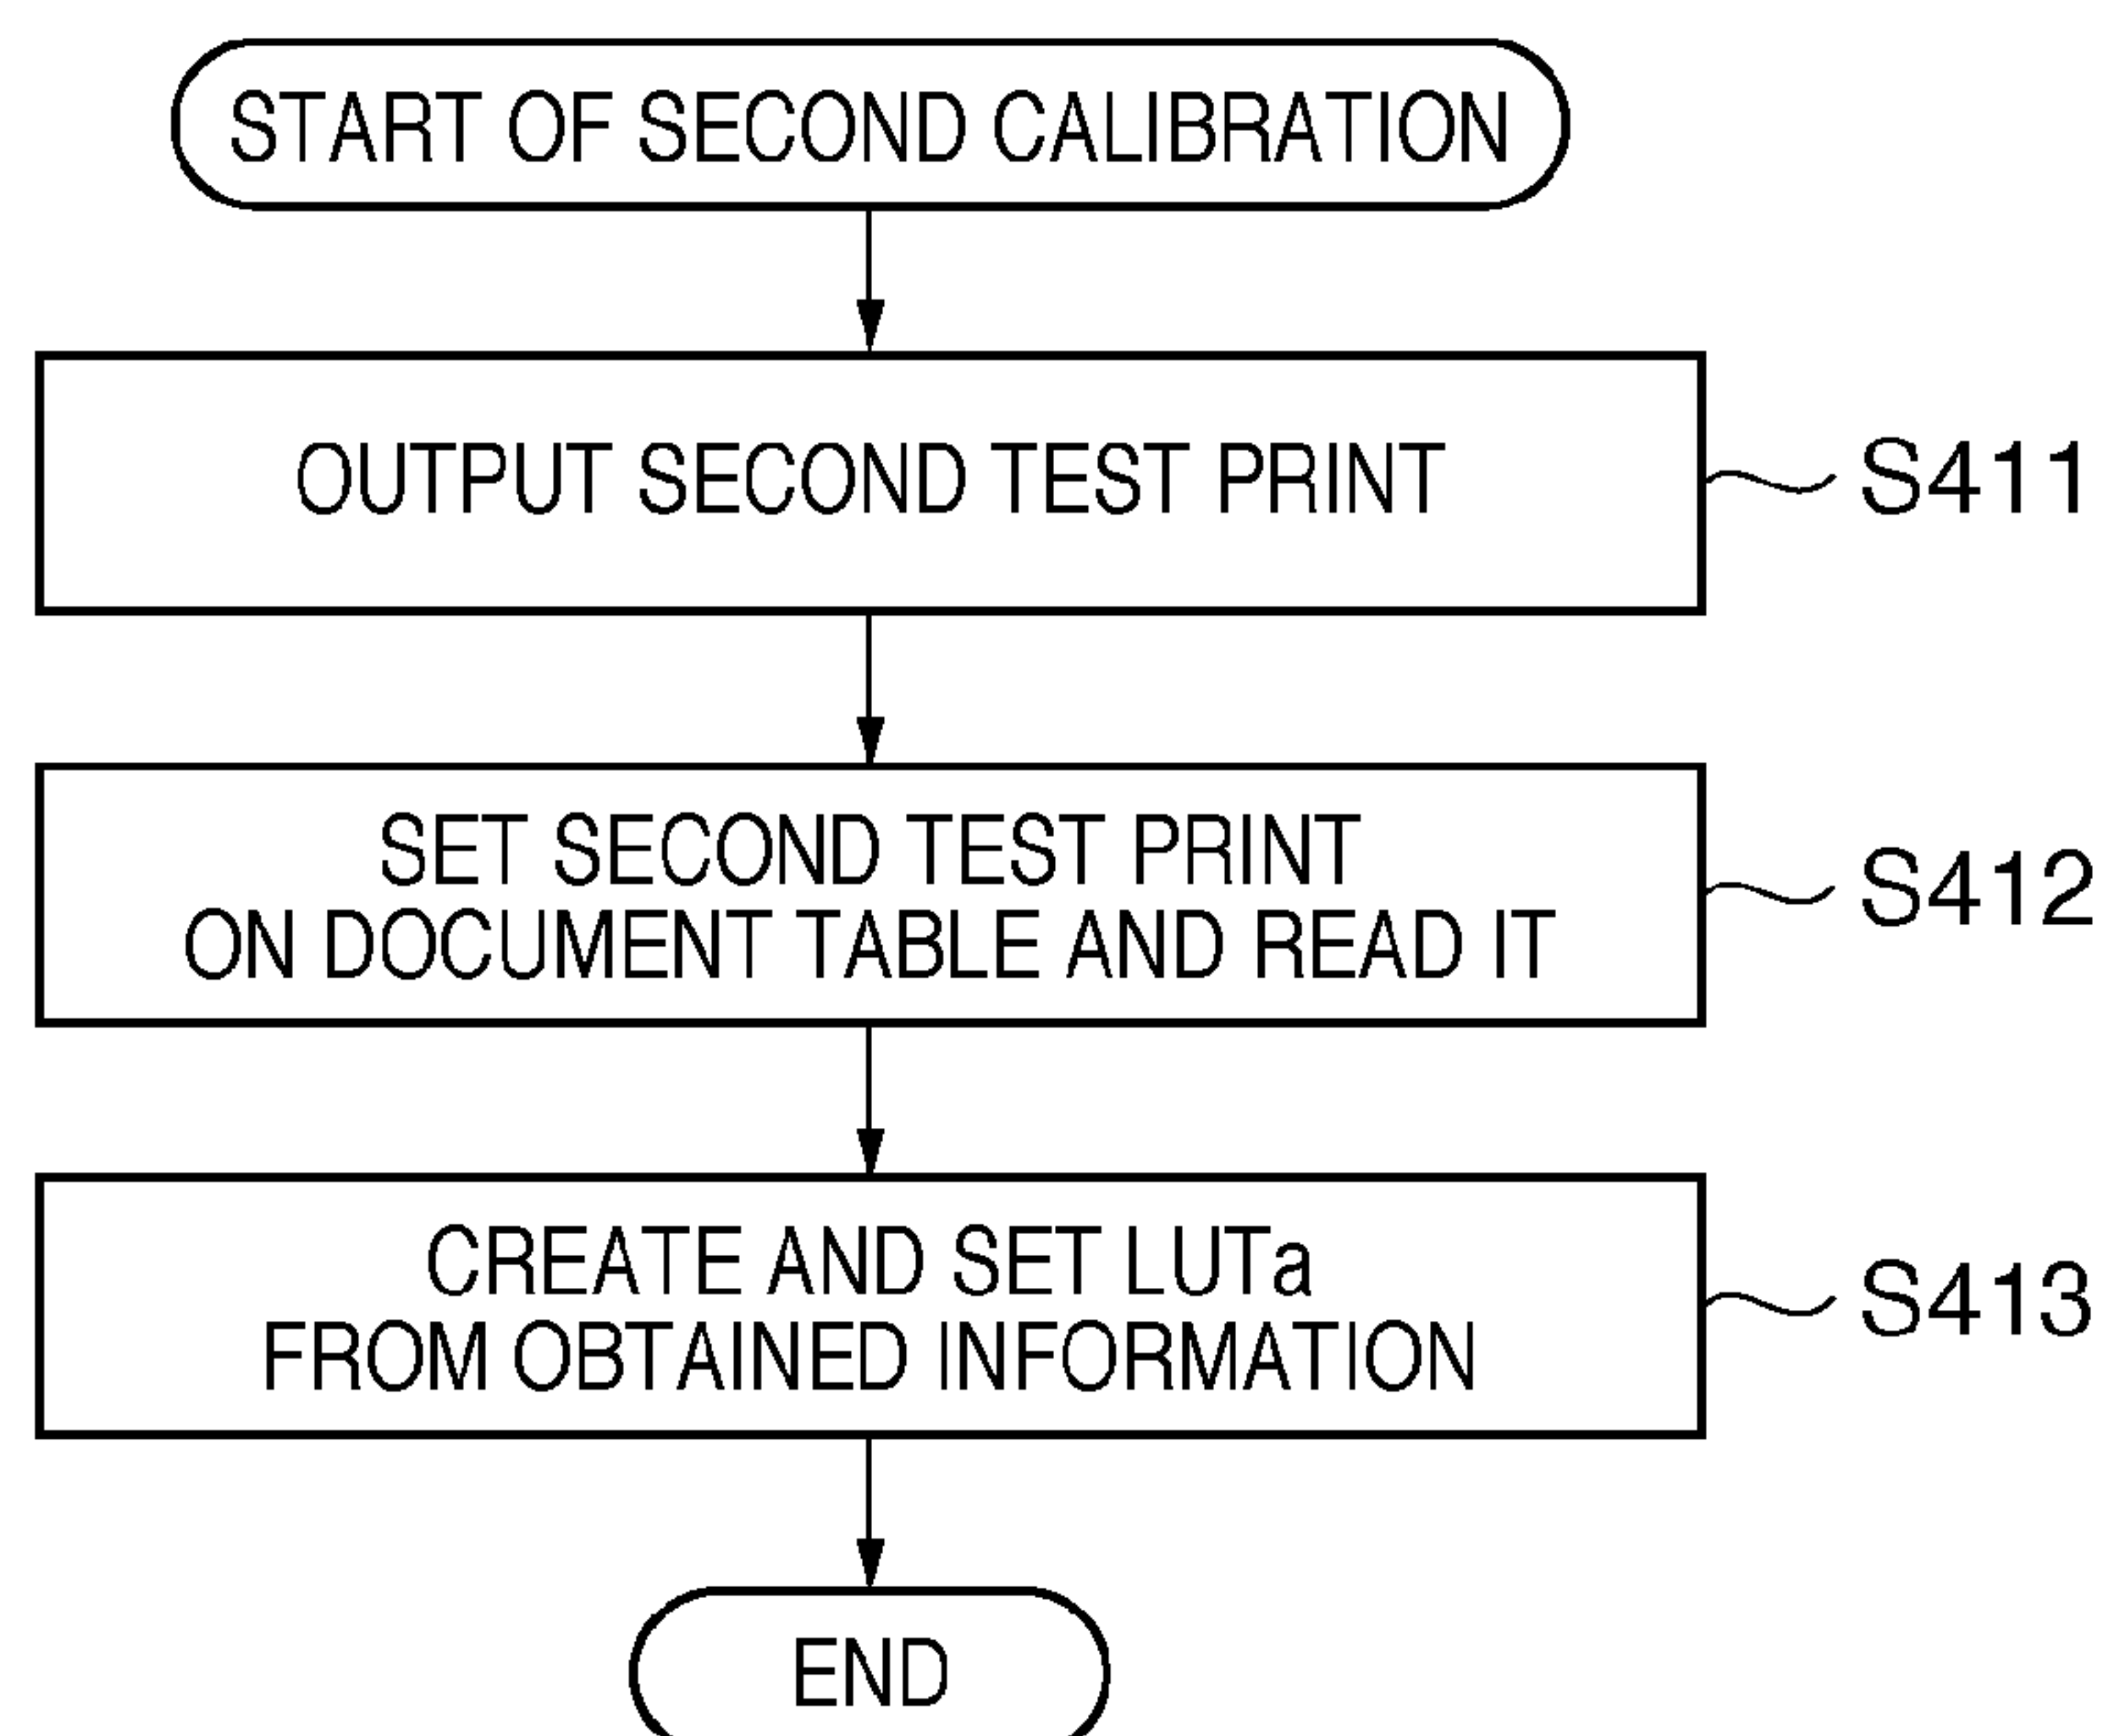 START OF SECOND CALIBRATION
OUTPUT SECOND TEST PRINT
S411
SET SECOND TEST PRINT
ON DOCUMENT TABLE AND READ IT
S412
CREATE AND SET LUTa
FROM OBTAINED INFORMATION
S413
END